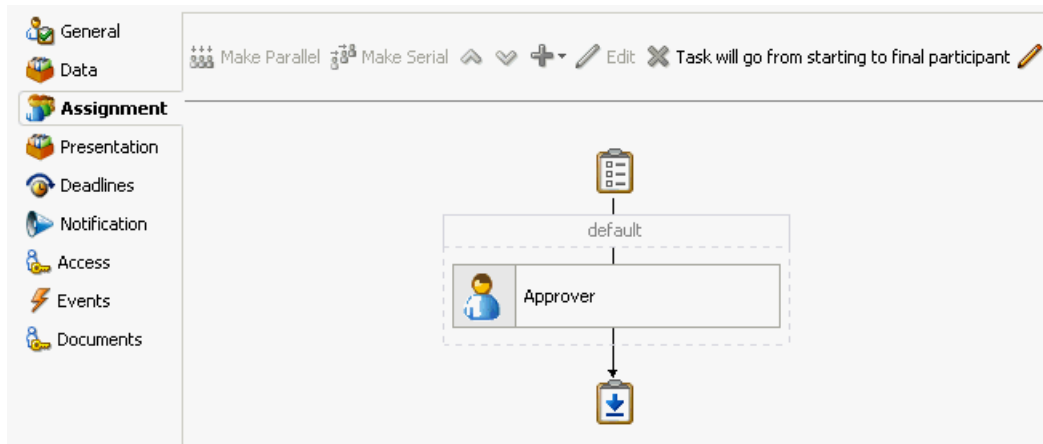 General
Data
Assignment
Presentation
Deadlines
Notification
Access
Events
Documents
Make Parallel Make Serial Edit Task will go from starting to final participant
default
Approver